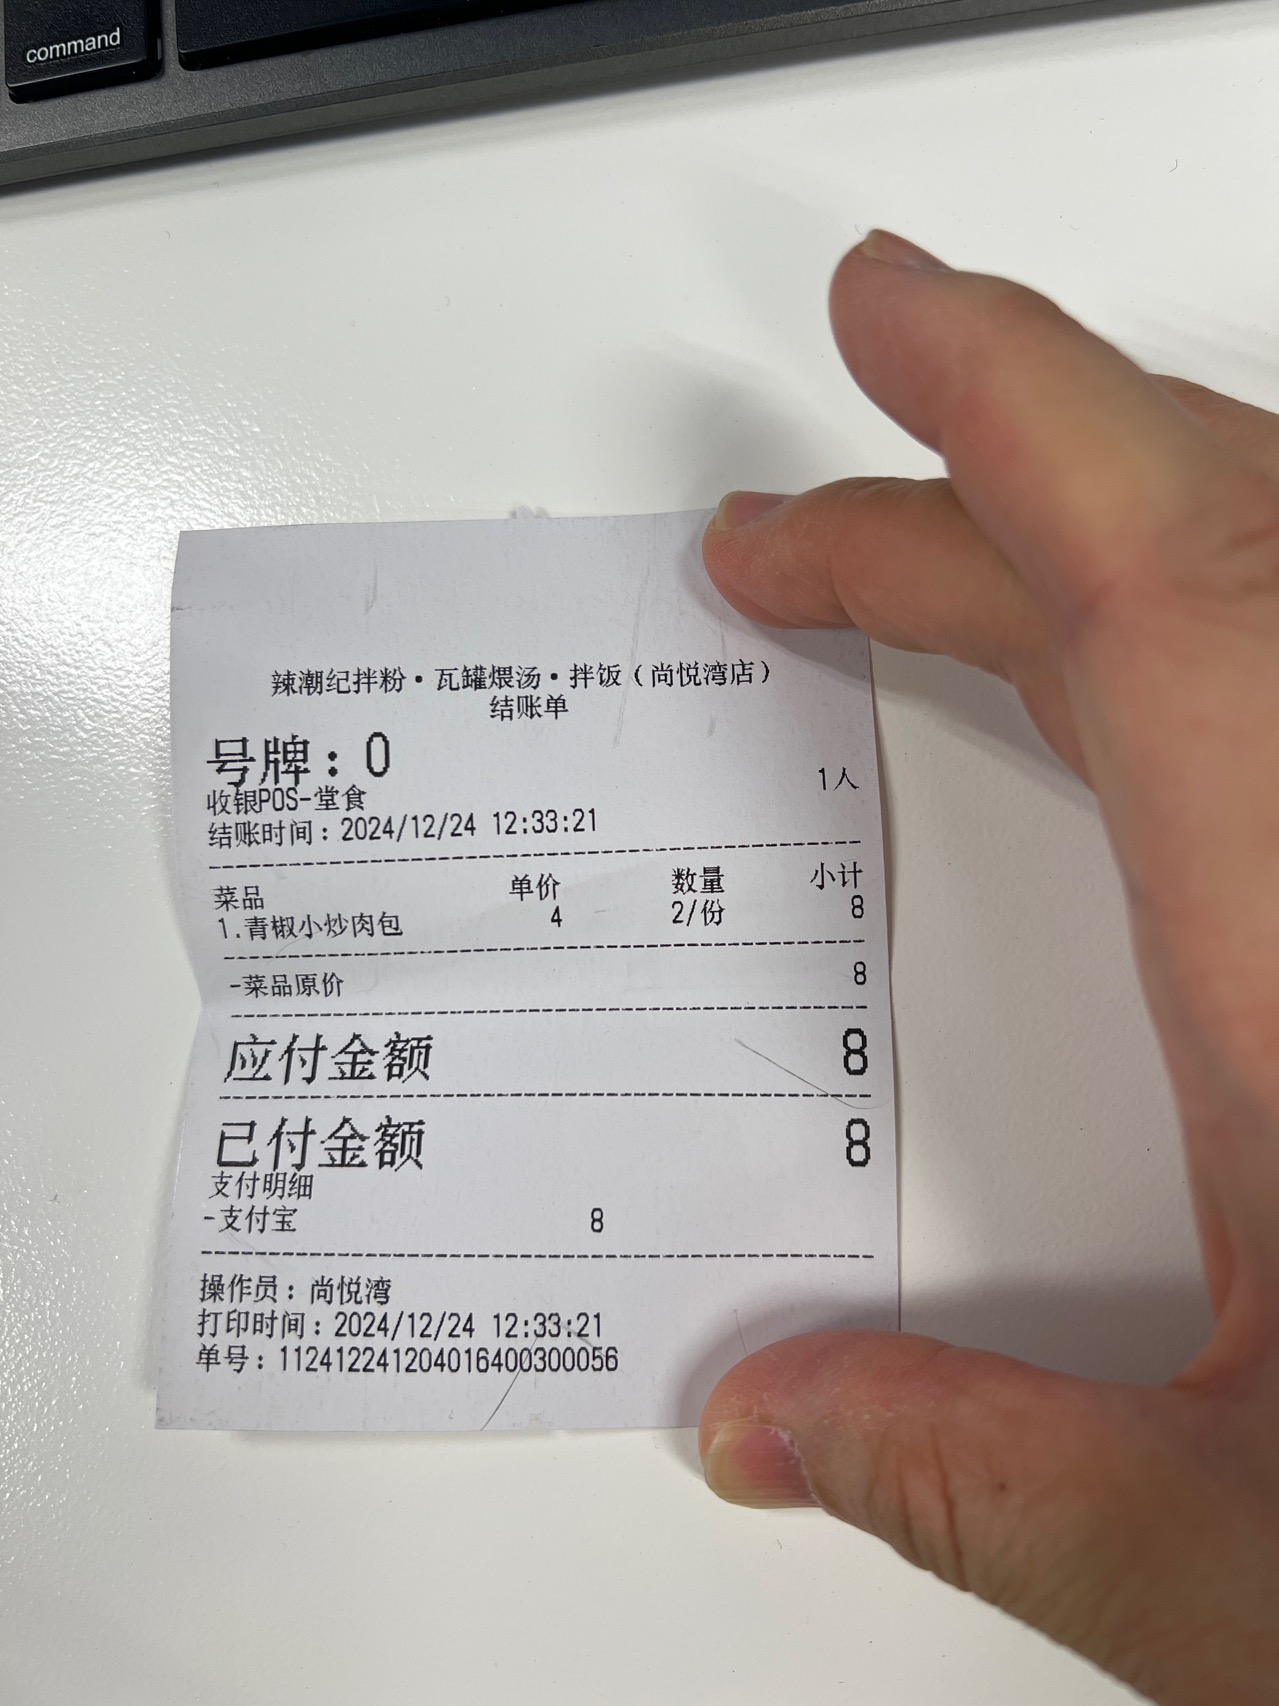 command
辣潮纪拌粉·瓦罐煨汤·拌饭（尚悦湾店）
结账单
号牌：0
1人
收银POS-堂食
结账时间：2024/12/24 12:33:21
菜品 单价 数量 小计
1.青椒小炒肉包 4 2/份 8
-菜品原价 8
应付金额 8
已付金额 8
支付明细
-支付宝 8
操作员：尚悦湾
打印时间：2024/12/24 12:33:21
单号：1124122412040164003​00056